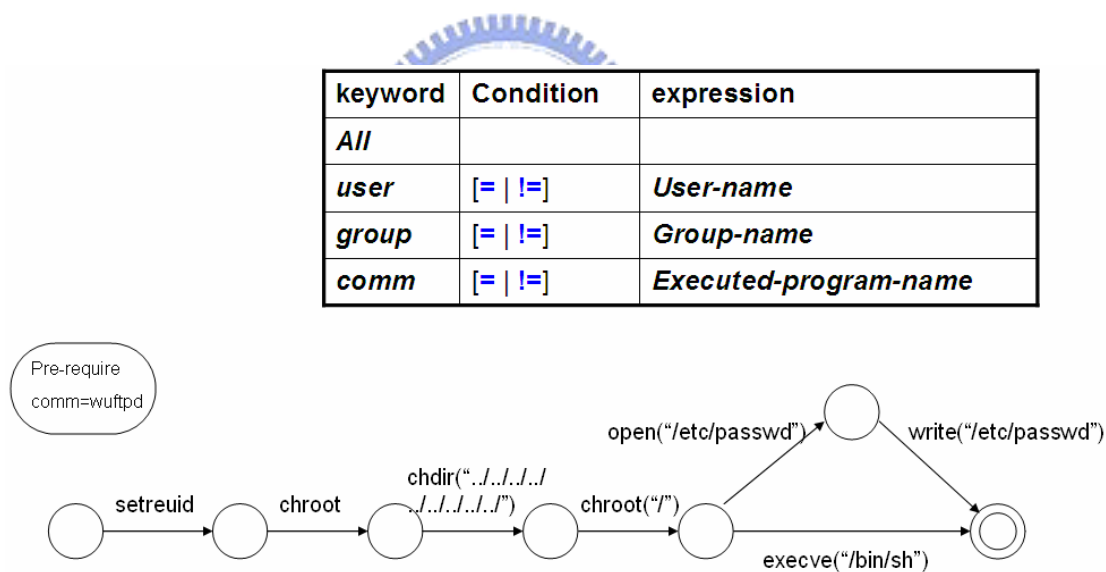 keyword Condition expression
All
user [= | !=] User-name
group [= | !=] Group-name
comm [= | !=] Executed-program-name
Pre-require
comm=wuftpd
open(“/etc/passwd”)
write(“/etc/passwd”)
setreuid
chroot
chdir(“../../../../
../../../../../”)
chroot(“/”)
execve(“/bin/sh”)